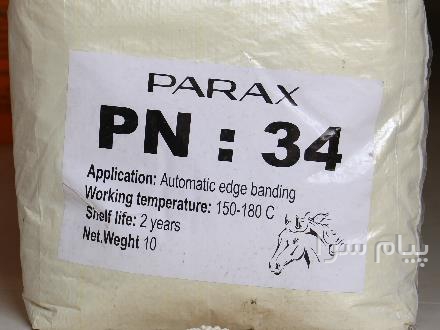 PARAX
PN : 34
Application: Automatic edge banding
Working temperature: 150-180 C
Shelf life: 2 years
Net,Weght 10
پیام سرا